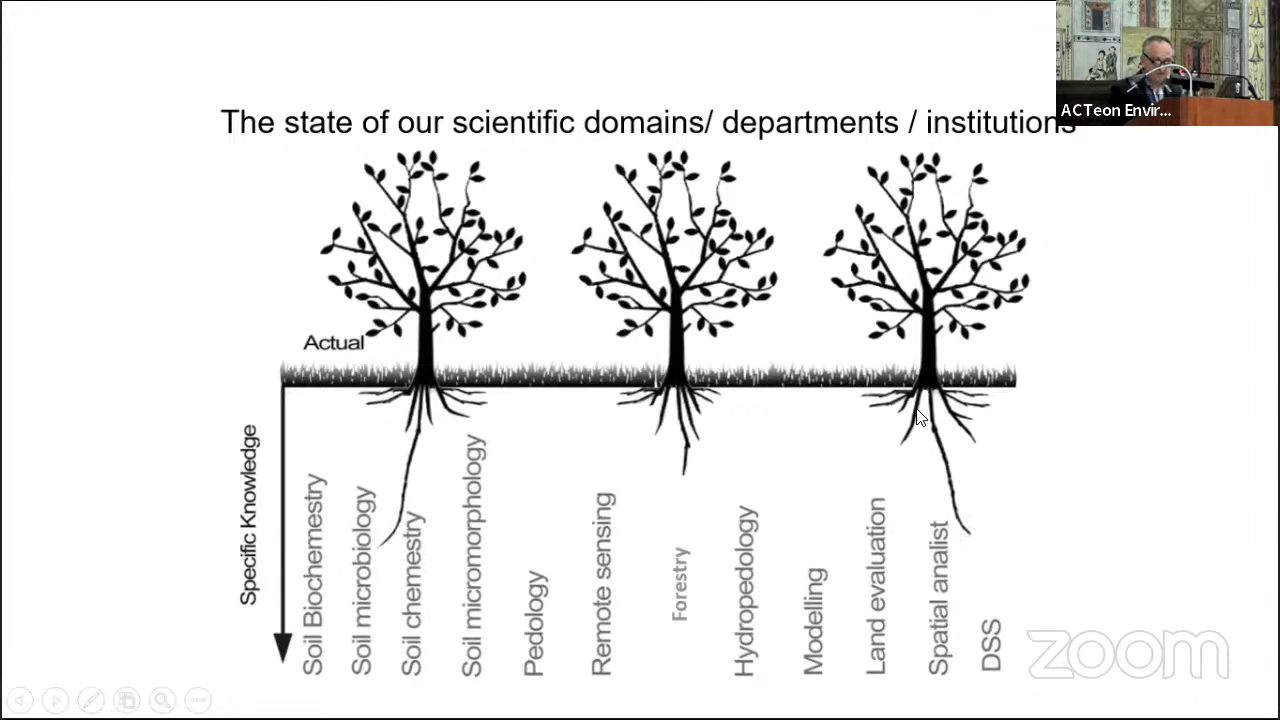 ACTeon Envir...
The state of our scientific domains/ departments / institutions
Actual
Specific Knowledge
Soil Biochemestry
Soil microbiology
Soil chemestry
Soil micromorphology
Pedology
Remote sensing
Forestry
Hydropedology
Modelling
Land evaluation
Spatial analist
DSS
zoom